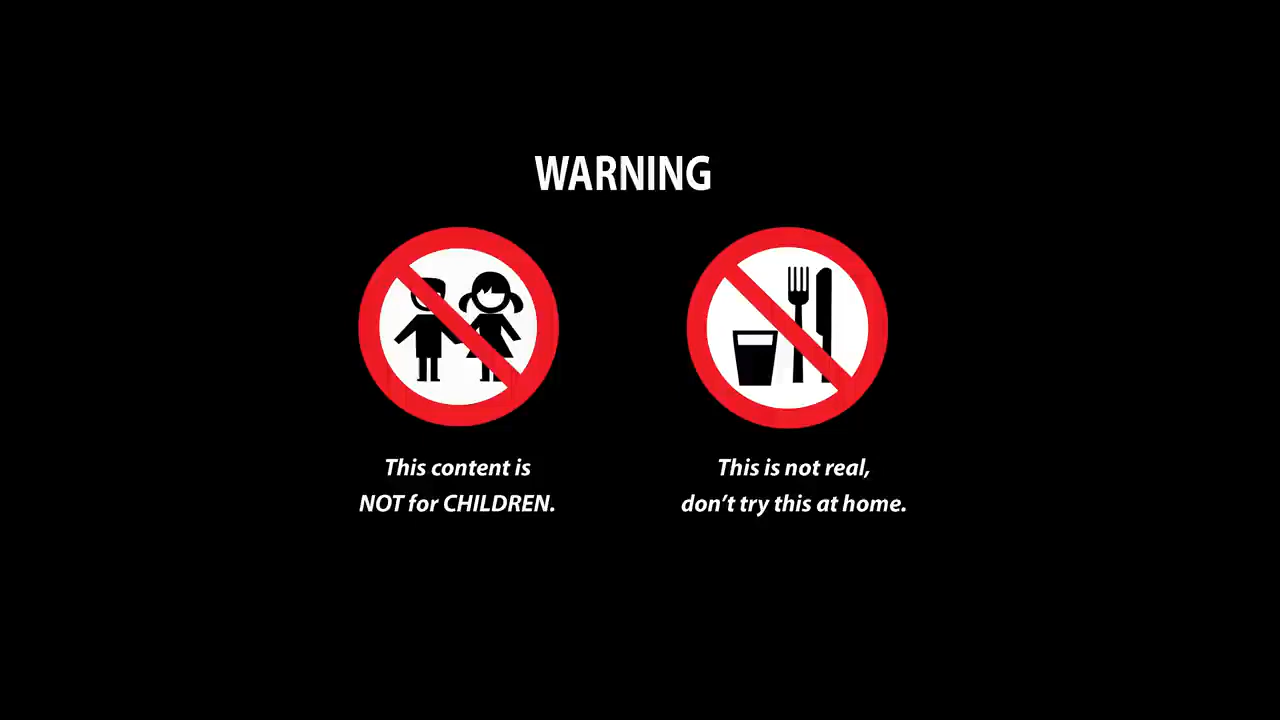 WARNING
This content is
NOT for CHILDREN.
This is not real,
don't try this at home.